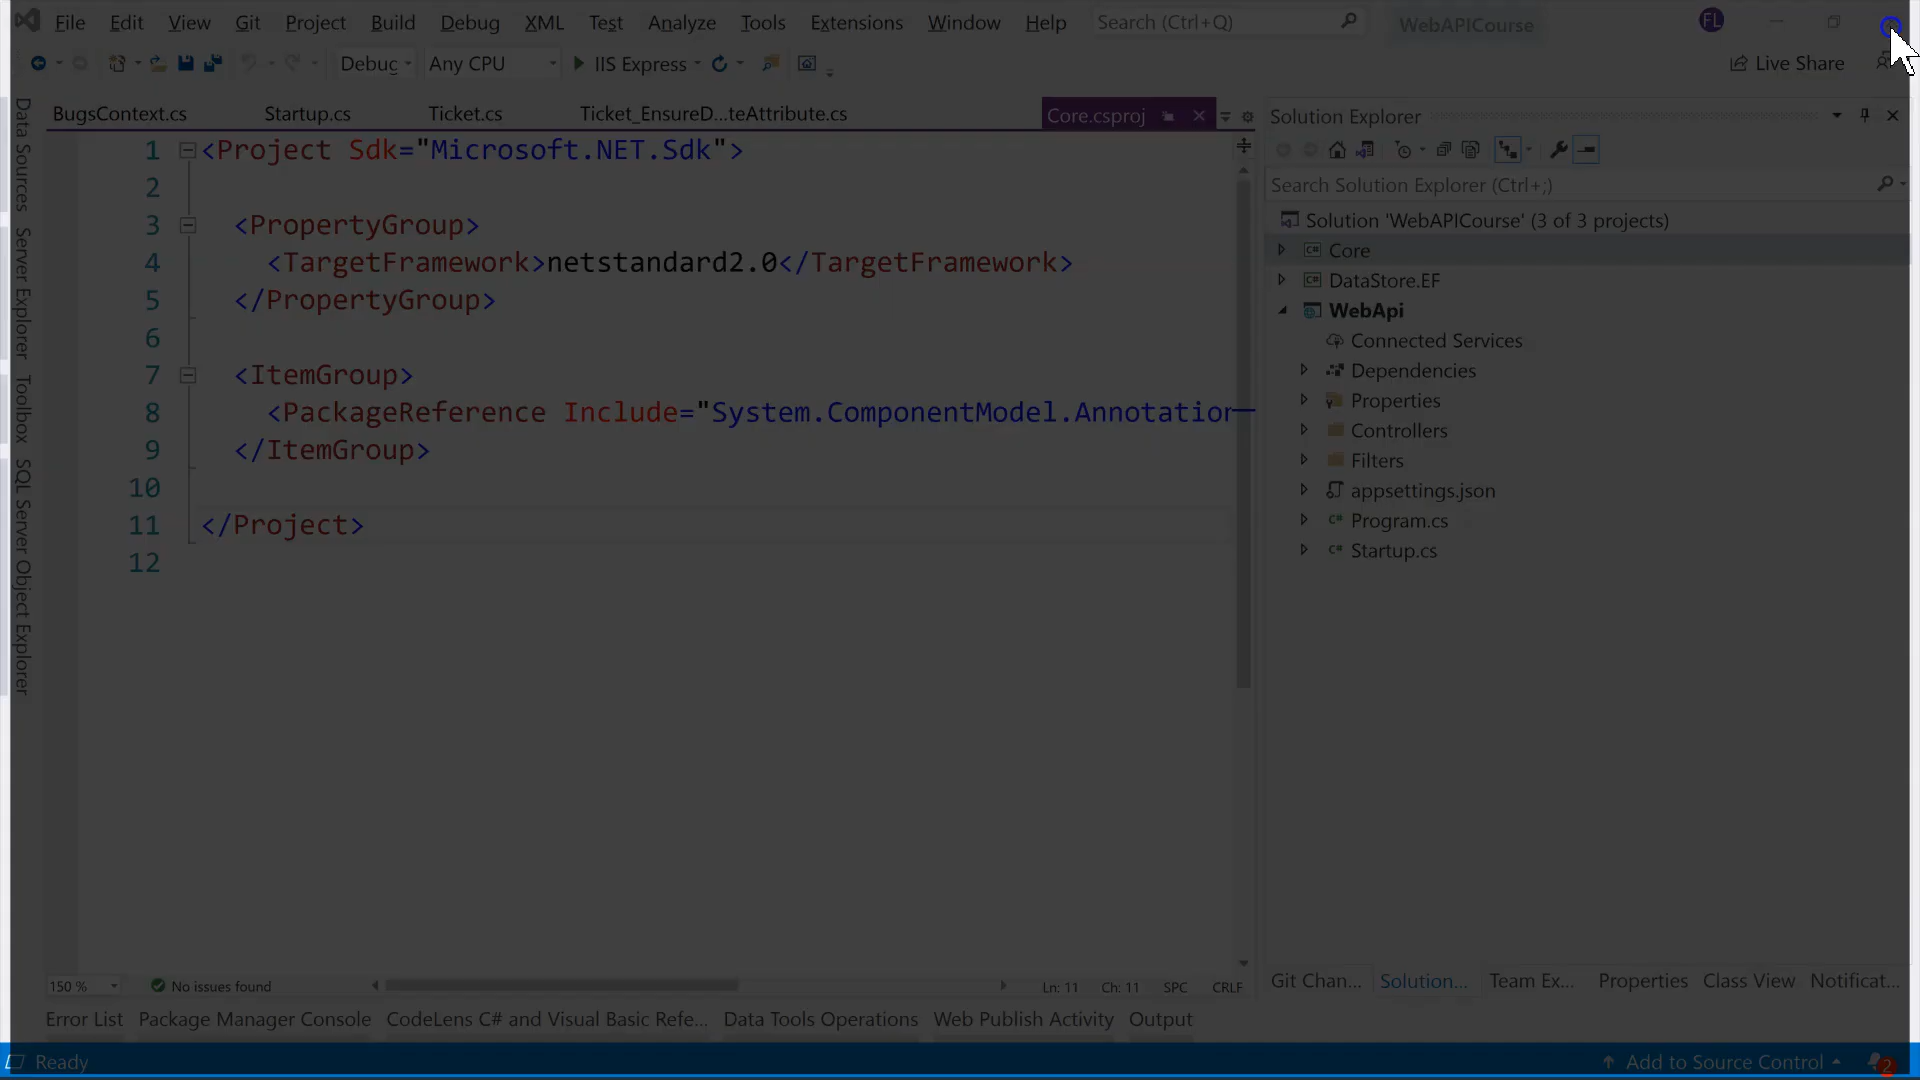 File Edit View Git Project Build Debug XML Test Analyze Tools Extensions Window Help Search (Ctrl+Q) WebAPICourse FL
Debug Any CPU IIS Express Live Share
BugsContext.cs Startup.cs Ticket.cs Ticket_EnsureD...teAttribute.cs Core.csproj
1 <Project Sdk="Microsoft.NET.Sdk">
2
3 <PropertyGroup>
4 <TargetFramework>netstandard2.0</TargetFramework>
5 </PropertyGroup>
6
7 <ItemGroup>
8 <PackageReference Include="System.ComponentModel.Annotation
9 </ItemGroup>
10
11 </Project>
12
Data Sources
Server Explorer
Toolbox
SQL Server Object Explorer
Solution Explorer
Search Solution Explorer (Ctrl+;)
Solution 'WebAPICourse' (3 of 3 projects)
C# Core
C# DataStore.EF
WebApi
Connected Services
Dependencies
Properties
Controllers
Filters
appsettings.json
C# Program.cs
C# Startup.cs
150 % No issues found Ln: 11 Ch: 11 SPC CRLF
Git Chan... Solution... Team Ex... Properties Class View Notificat...
Error List Package Manager Console CodeLens C# and Visual Basic Refe... Data Tools Operations Web Publish Activity Output
Ready Add to Source Control 2